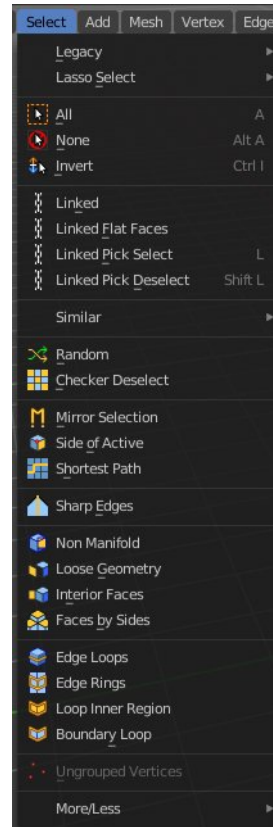 Select Add Mesh Vertex Edge
Legacy
Lasso Select
All A
None Alt A
Invert Ctrl I
Linked
Linked Flat Faces
Linked Pick Select L
Linked Pick Deselect Shift L
Similar
Random
Checker Deselect
Mirror Selection
Side of Active
Shortest Path
Sharp Edges
Non Manifold
Loose Geometry
Interior Faces
Faces by Sides
Edge Loops
Edge Rings
Loop Inner Region
Boundary Loop
Ungrouped Vertices
More/Less